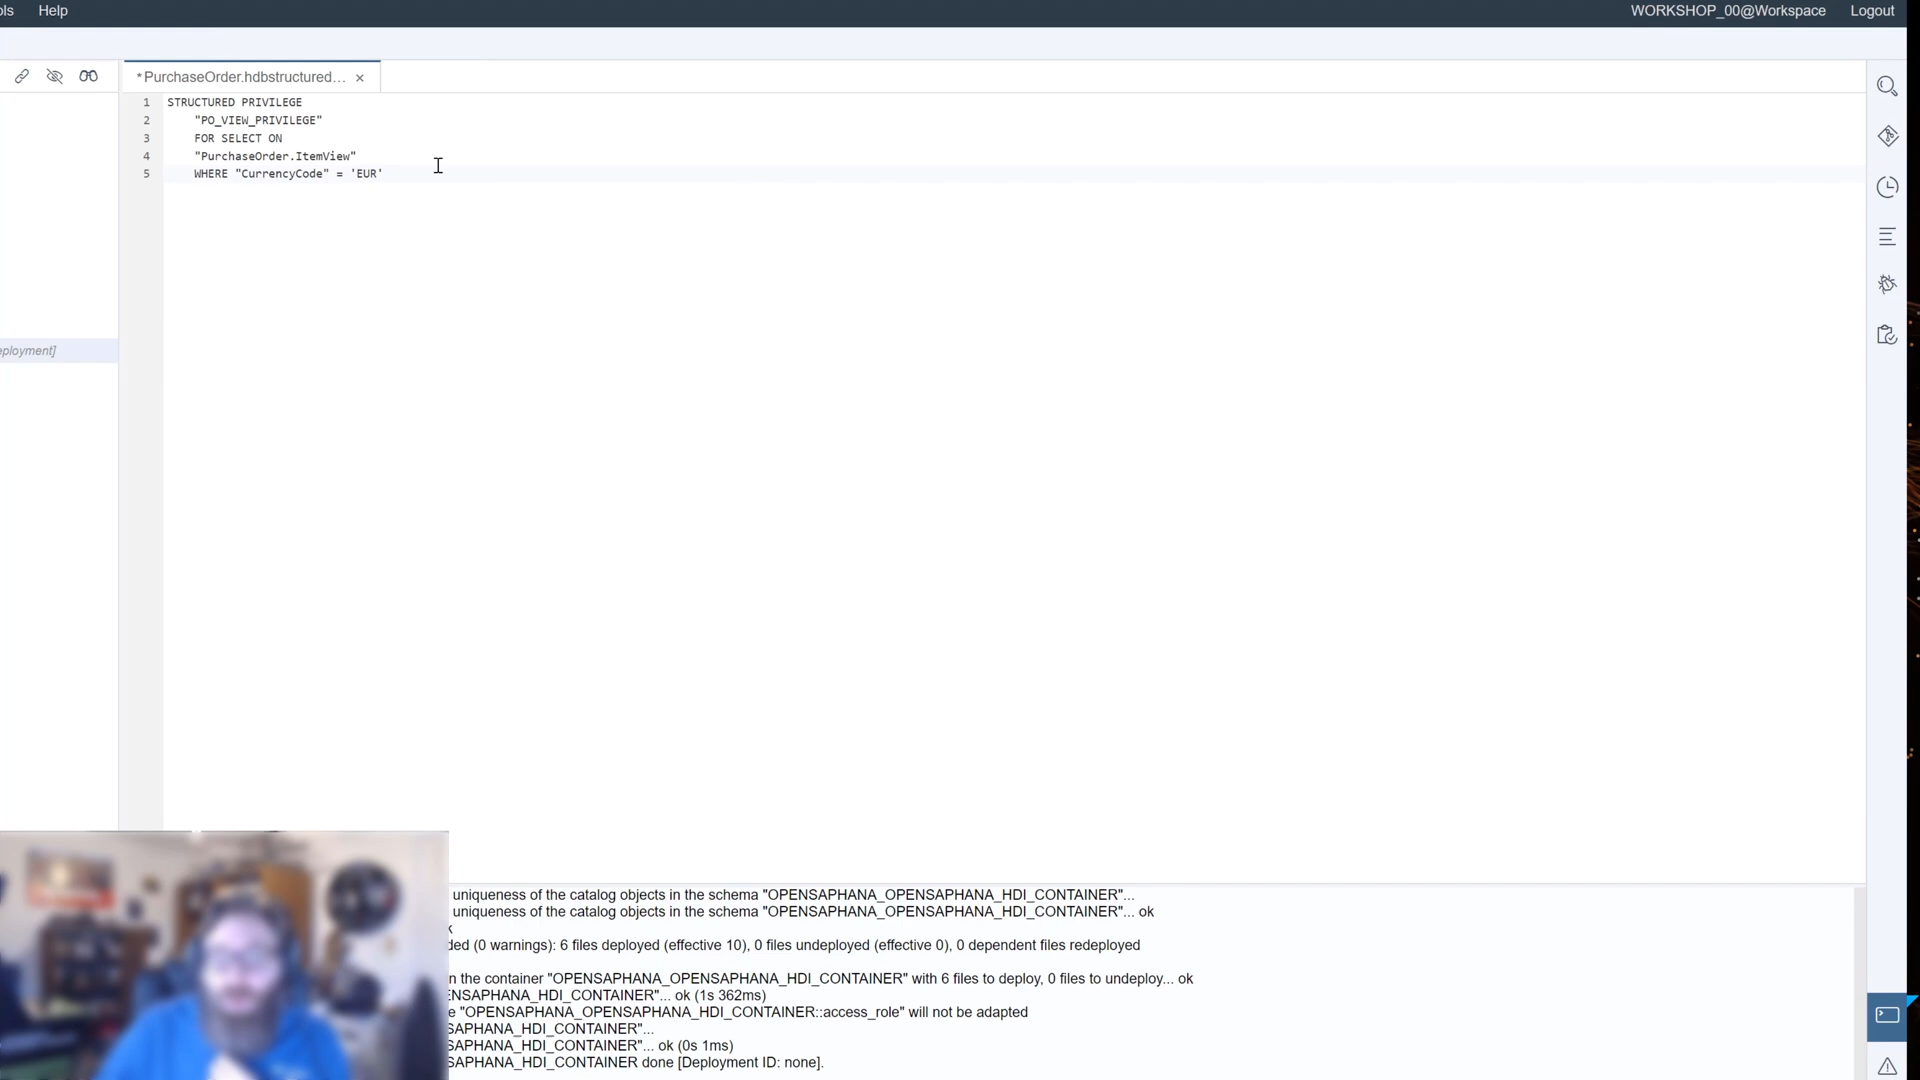 Help
WORKSHOP_00@Workspace
Logout
*PurchaseOrder.hdbstructured...
1 STRUCTURED PRIVILEGE
2 "PO_VIEW_PRIVILEGE"
3 FOR SELECT ON
4 "PurchaseOrder.ItemView"
5 WHERE "CurrencyCode" = 'EUR'
eployment]
uniqueness of the catalog objects in the schema "OPENSAPHANA_OPENSAPHANA_HDI_CONTAINER"...
uniqueness of the catalog objects in the schema "OPENSAPHANA_OPENSAPHANA_HDI_CONTAINER"... ok
k
ded (0 warnings): 6 files deployed (effective 10), 0 files undeployed (effective 0), 0 dependent files redeployed
n the container "OPENSAPHANA_OPENSAPHANA_HDI_CONTAINER" with 6 files to deploy, 0 files to undeploy... ok
ENSAPHANA_HDI_CONTAINER"... ok (1s 362ms)
e "OPENSAPHANA_OPENSAPHANA_HDI_CONTAINER::access_role" will not be adapted
SAPHANA_HDI_CONTAINER"...
SAPHANA_HDI_CONTAINER"... ok (0s 1ms)
SAPHANA_HDI_CONTAINER done [Deployment ID: none].